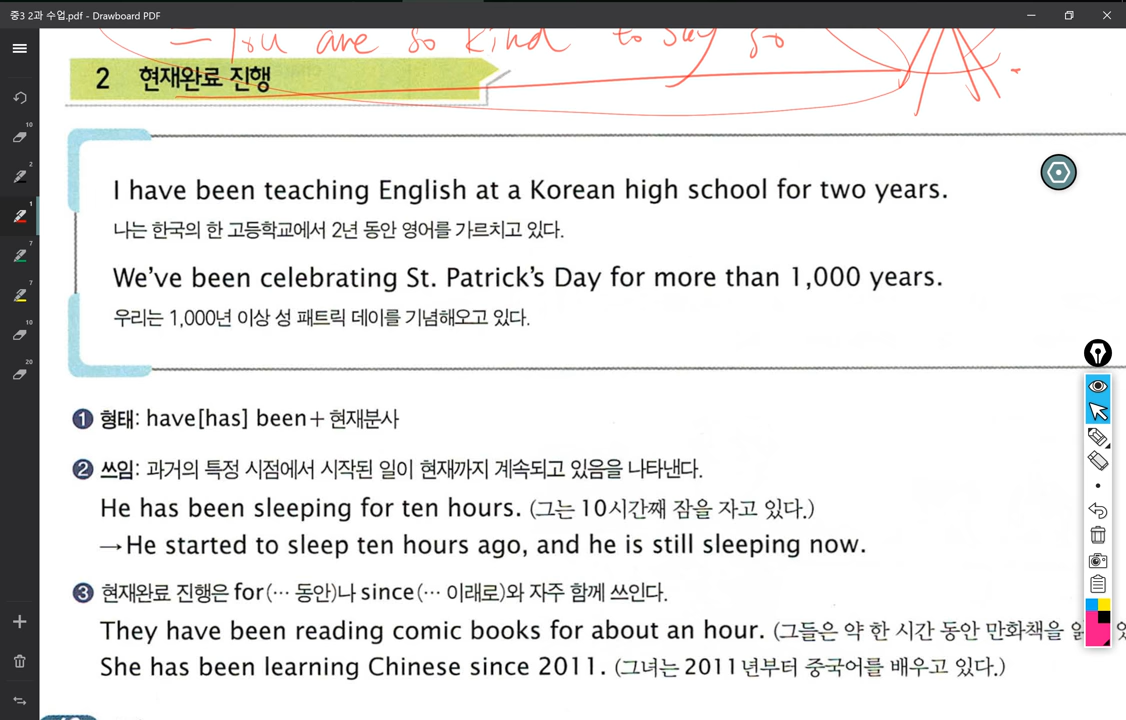 중3 2과 수업.pdf - Drawboard PDF
= You are so kind to say so
2 현재완료 진행
I have been teaching English at a Korean high school for two years.
나는 한국의 한 고등학교에서 2년 동안 영어를 가르치고 있다.
We've been celebrating St. Patrick's Day for more than 1,000 years.
우리는 1,000년 이상 성 패트릭 데이를 기념해오고 있다.
1 형태: have[has] been+현재분사
2 쓰임: 과거의 특정 시점에서 시작된 일이 현재까지 계속되고 있음을 나타낸다.
He has been sleeping for ten hours. (그는 10시간째 잠을 자고 있다.)
→He started to sleep ten hours ago, and he is still sleeping now.
3 현재완료 진행은 for(… 동안)나 since(… 이래로)와 자주 함께 쓰인다.
They have been reading comic books for about an hour. (그들은 약 한 시간 동안 만화책을
She has been learning Chinese since 2011. (그녀는 2011년부터 중국어를 배우고 있다.)
10
2
1
7
7
10
20